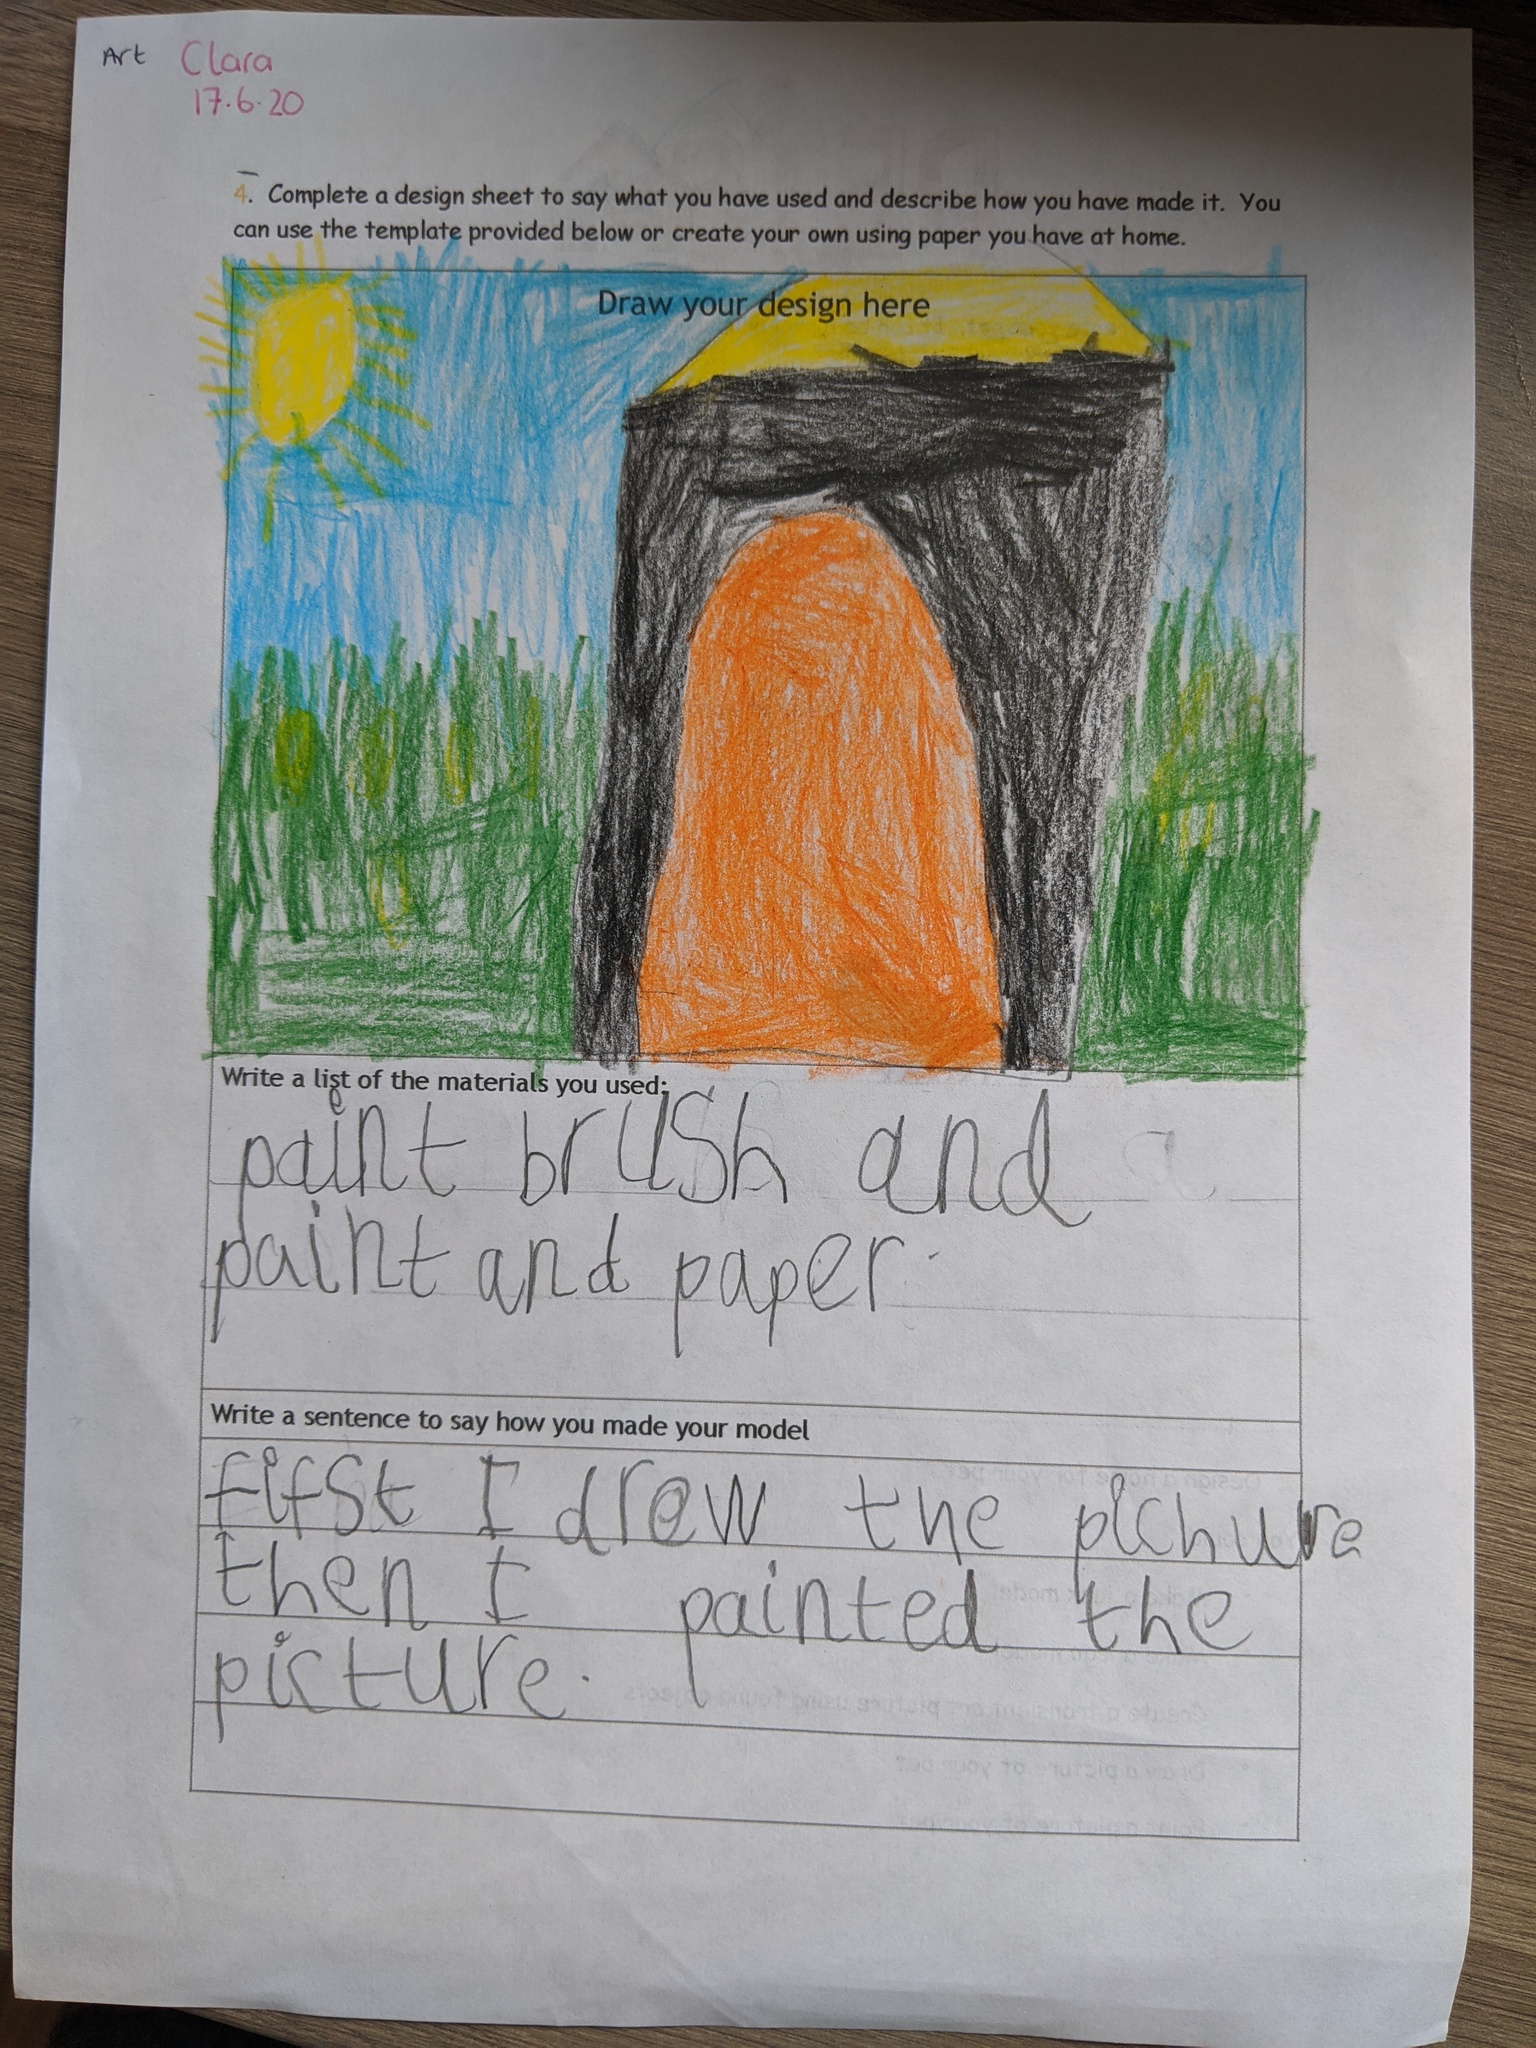 Art Clara
17.6.20
4. Complete a design sheet to say what you have used and describe how you have made it. You
can use the template provided below or create your own using paper you have at home.
Draw your design here
Write a list of the materials you used:
paint brush and
paint and paper.
Write a sentence to say how you made your model
first I drew the pichure
then I painted the
picture.